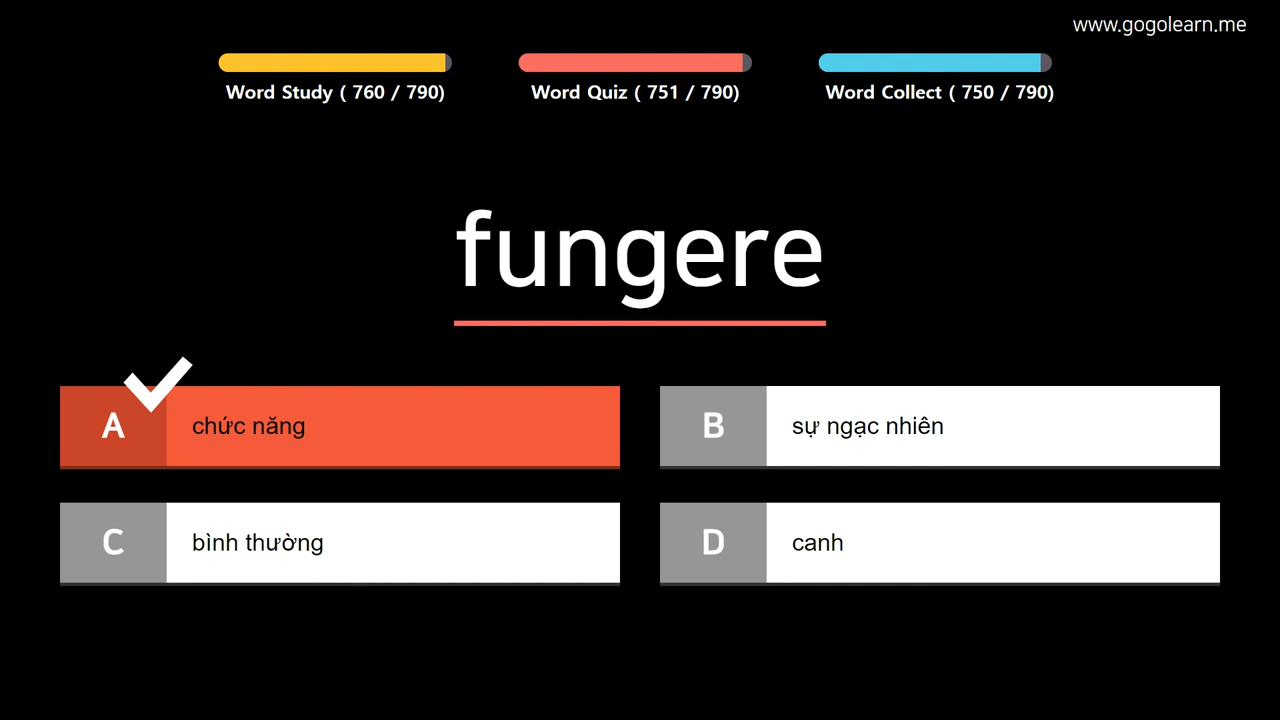 www.gogolearn.me
Word Study ( 760 / 790)
Word Quiz ( 751 / 790)
Word Collect ( 750 / 790)
fungere
A chức năng
B sự ngạc nhiên
C bình thường
D canh